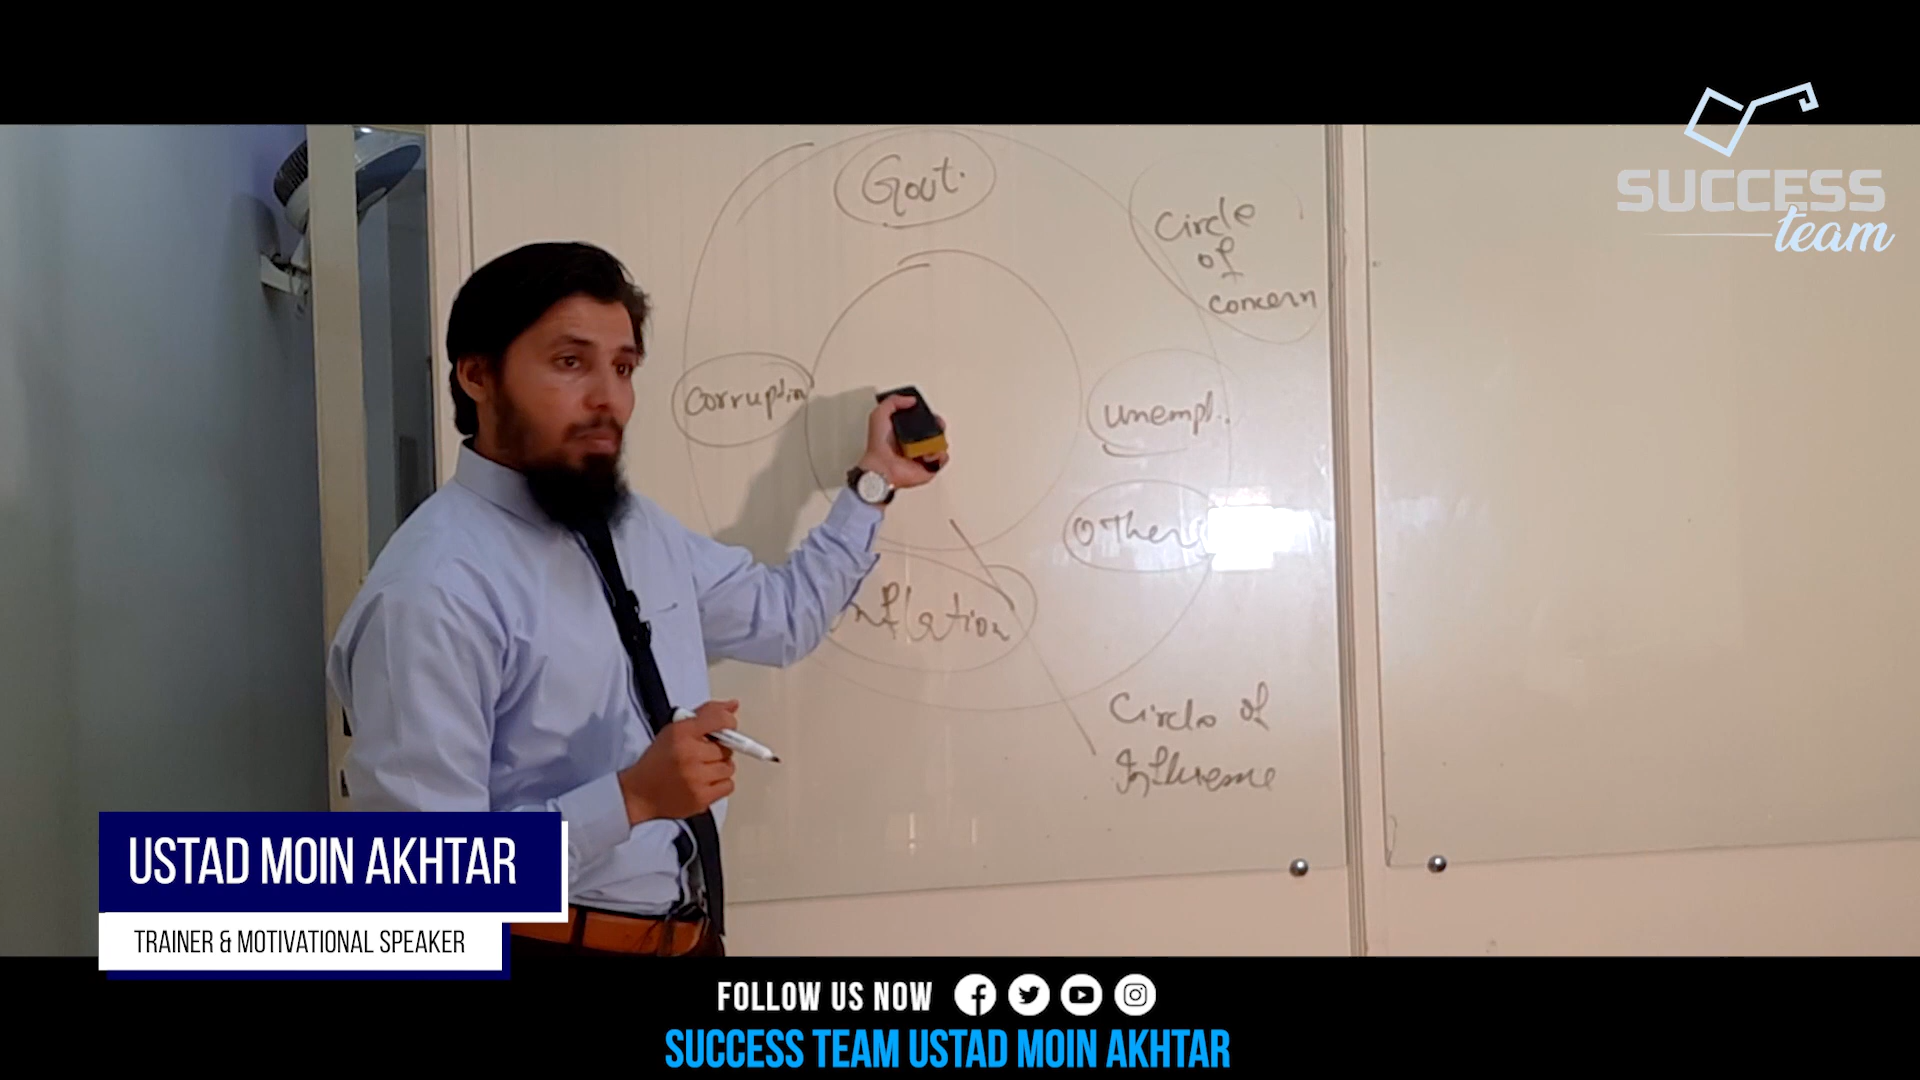 SUCCESS
team
Govt.
Circle
of
concern
Corruption
unempl.
others
Inflation
Circle of
Influence
USTAD MOIN AKHTAR
TRAINER & MOTIVATIONAL SPEAKER
FOLLOW US NOW
SUCCESS TEAM USTAD MOIN AKHTAR